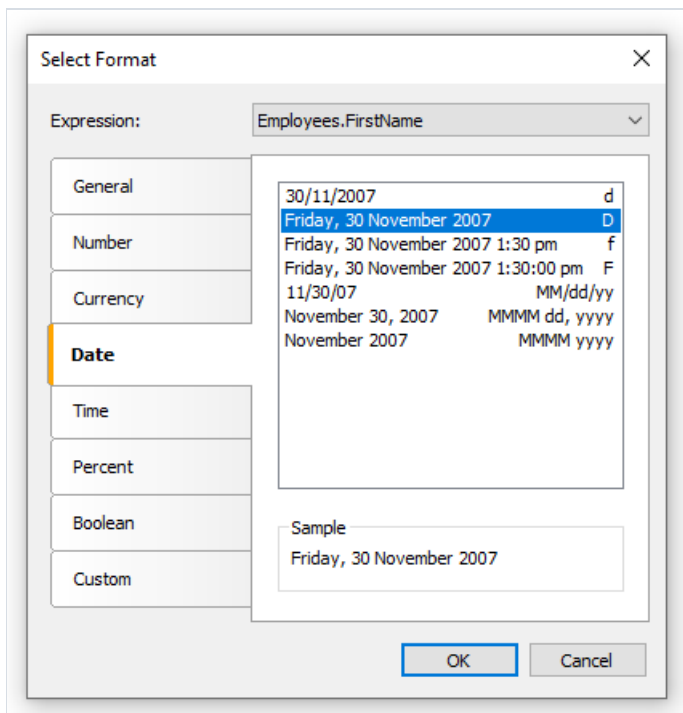 Select Format
Expression: Employees.FirstName
General
Number
Currency
Date
Time
Percent
Boolean
Custom
30/11/2007 d
Friday, 30 November 2007 D
Friday, 30 November 2007 1:30 pm f
Friday, 30 November 2007 1:30:00 pm F
11/30/07 MM/dd/yy
November 30, 2007 MMMM dd, yyyy
November 2007 MMMM yyyy
Sample
Friday, 30 November 2007
OK Cancel